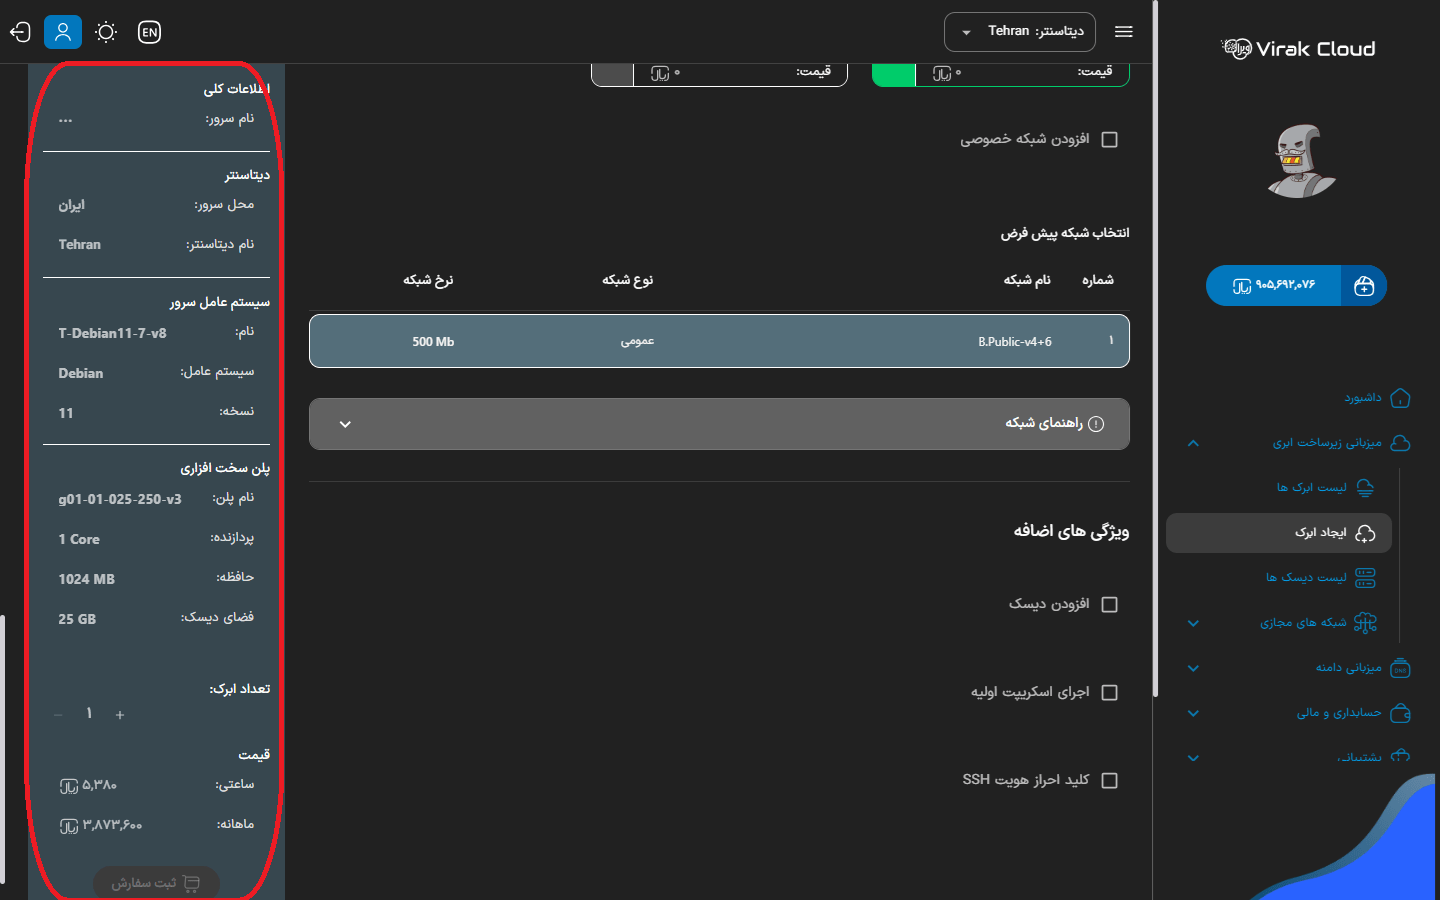 EN
دیتاسنتر: Tehran
Virak Cloud
۹۰۵,۶۹۲,۰۷۶ ریال
داشبورد
میزبانی زیرساخت ابری
لیست ابرک ها
ایجاد ابرک
لیست دیسک ها
شبکه های مجازی
میزبانی دامنه
حسابداری و مالی
پشتیبانی
قیمت: ۰ ریال
قیمت: ۰ ریال
افزودن شبکه خصوصی
انتخاب شبکه پیش فرض
شماره نام شبکه نوع شبکه نرخ شبکه
۱ B.Public-v4+6 عمومی 500 Mb
راهنمای شبکه
ویژگی های اضافه
افزودن دیسک
اجرای اسکریپت اولیه
کلید احراز هویت SSH
اطلاعات کلی
نام سرور: ...
دیتاسنتر
محل سرور: ایران
نام دیتاسنتر: Tehran
سیستم عامل سرور
نام: T-Debian11-7-v8
سیستم عامل: Debian
نسخه: 11
پلن سخت افزاری
نام پلن: g01-01-025-250-v3
پردازنده: 1 Core
حافظه: 1024 MB
فضای دیسک: 25 GB
تعداد ابرک:
+ ۱ −
قیمت
ساعتی: ۵,۳۸۰ ریال
ماهانه: ۳,۸۷۳,۶۰۰ ریال
ثبت سفارش